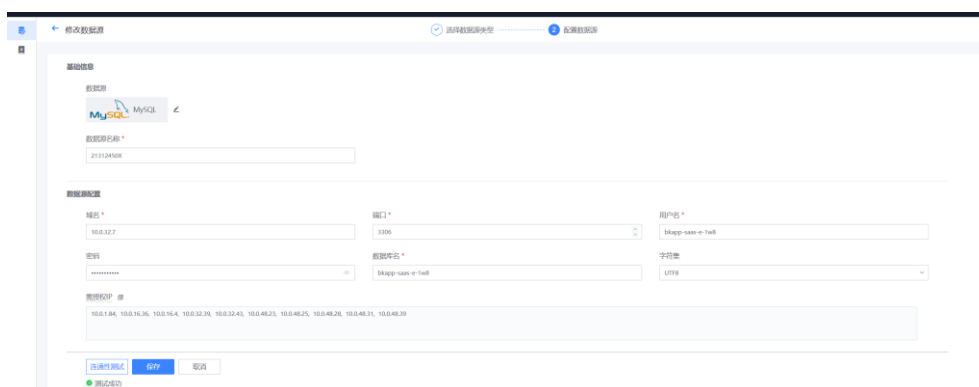 ← 修改数据源
选择数据源类型
2 配置数据源
基础信息
数据源
MySQL MySQL
数据源名称 *
21312450X
数据源配置
域名 *
端口 *
用户名 *
10.0.32.7
3306
bkapp-saas-e-1w8
密码
数据库名 *
字符集
•••••••••••
bkapp-saas-e-1w8
UTF8
需授权IP
10.0.1.84, 10.0.16.36, 10.0.16.4, 10.0.32.39, 10.0.32.43, 10.0.48.23, 10.0.48.25, 10.0.48.28, 10.0.48.31, 10.0.48.39
连通性测试 保存 取消
测试成功